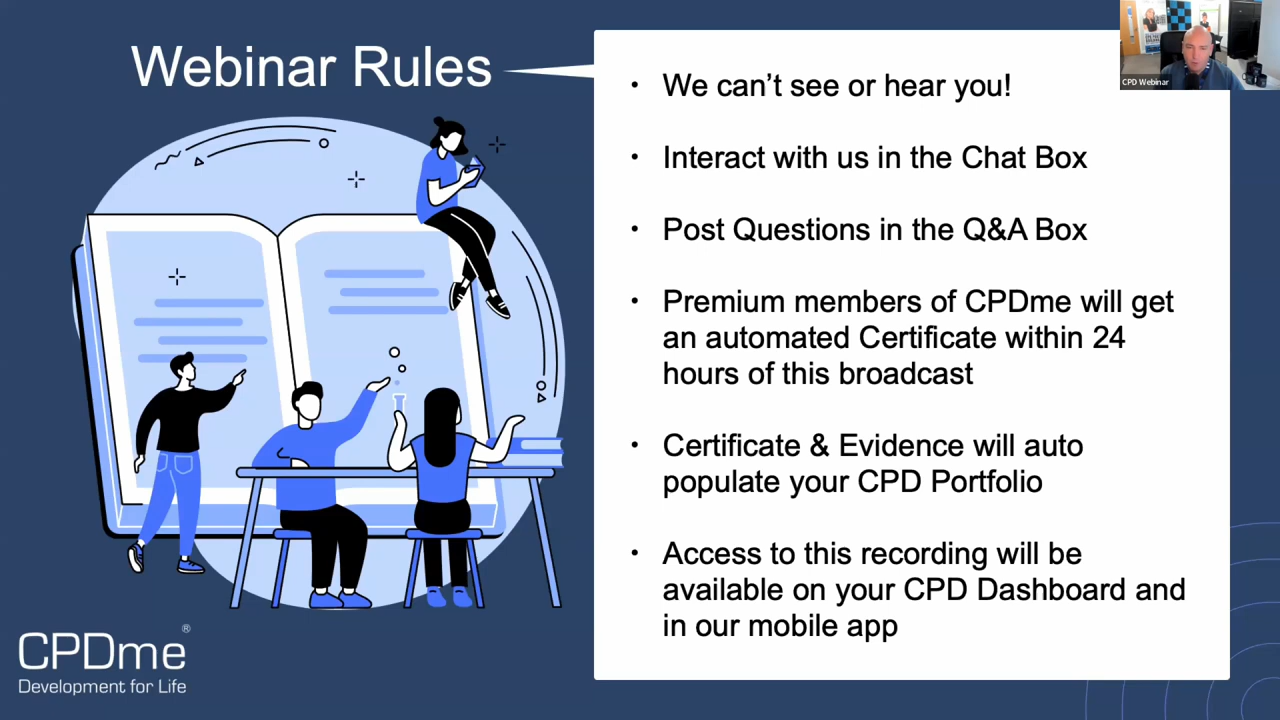 Webinar Rules
• We can’t see or hear you!
• Interact with us in the Chat Box
• Post Questions in the Q&A Box
• Premium members of CPDme will get
an automated Certificate within 24
hours of this broadcast
• Certificate & Evidence will auto
populate your CPD Portfolio
• Access to this recording will be
available on your CPD Dashboard and
in our mobile app
CPD Webinar
CPDme®
Development for Life